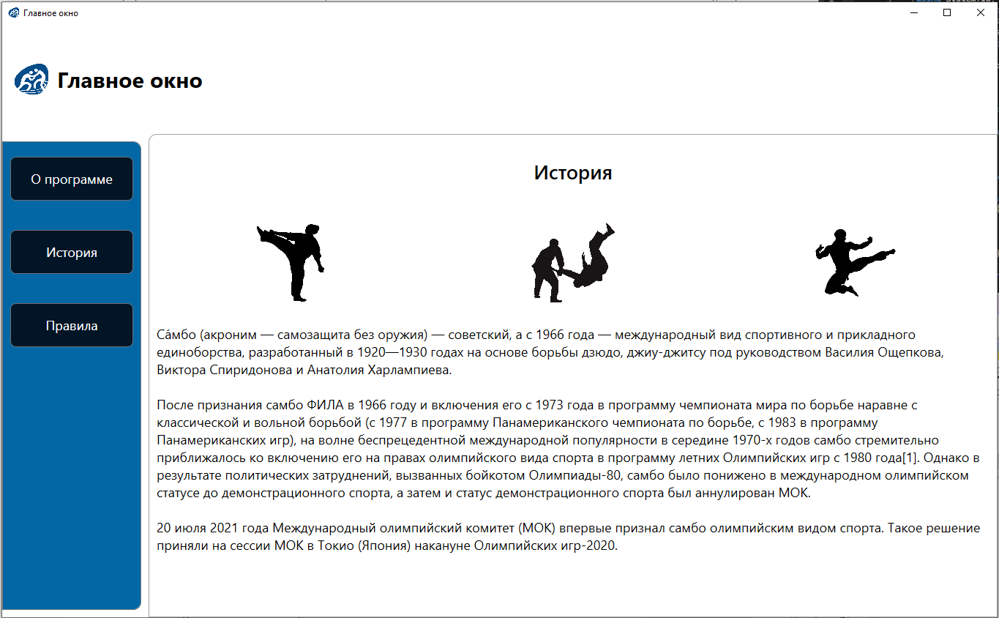 Главное окно
Главное окно
О программе
История
Правила
История
Са́мбо (акроним — самозащита без оружия) — советский, а с 1966 года — международный вид спортивного и прикладного
единоборства, разработанный в 1920—1930 годах на основе борьбы дзюдо, джиу-джитсу под руководством Василия Ощепкова,
Виктора Спиридонова и Анатолия Харлампиева.
После признания самбо ФИЛА в 1966 году и включения его с 1973 года в программу чемпионата мира по борьбе наравне с
классической и вольной борьбой (с 1977 в программу Панамериканского чемпионата по борьбе, с 1983 в программу
Панамериканских игр), на волне беспрецедентной международной популярности в середине 1970-х годов самбо стремительно
приближалось ко включению его на правах олимпийского вида спорта в программу летних Олимпийских игр с 1980 года[1]. Однако в
результате политических затруднений, вызванных бойкотом Олимпиады-80, самбо было понижено в международном олимпийском
статусе до демонстрационного спорта, а затем и статус демонстрационного спорта был аннулирован МОК.
20 июля 2021 года Международный олимпийский комитет (МОК) впервые признал самбо олимпийским видом спорта. Такое решение
приняли на сессии МОК в Токио (Япония) накануне Олимпийских игр-2020.